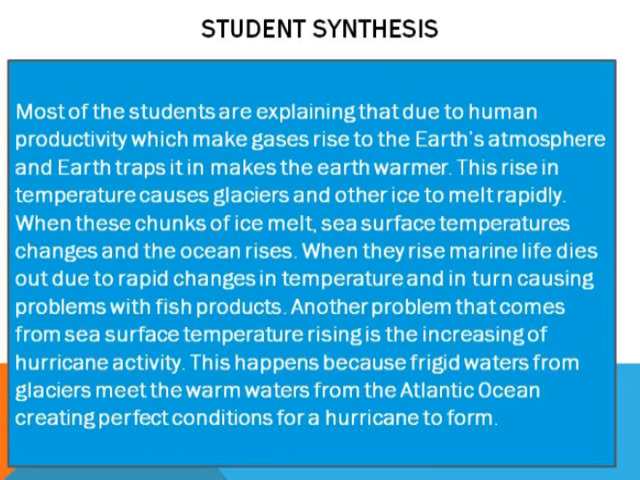 STUDENT SYNTHESIS
Most of the students are explaining that due to human
productivity which make gases rise to the Earth's atmosphere
and Earth traps it in makes the earth warmer. This rise in
temperature causes glaciers and other ice to melt rapidly.
When these chunks of ice melt, sea surface temperatures
changes and the ocean rises. When they rise marine life dies
out due to rapid changes in temperature and in turn causing
problems with fish products. Another problem that comes
from sea surface temperature rising is the increasing of
hurricane activity. This happens because frigid waters from
glaciers meet the warm waters from the Atlantic Ocean
creating perfect conditions for a hurricane to form.